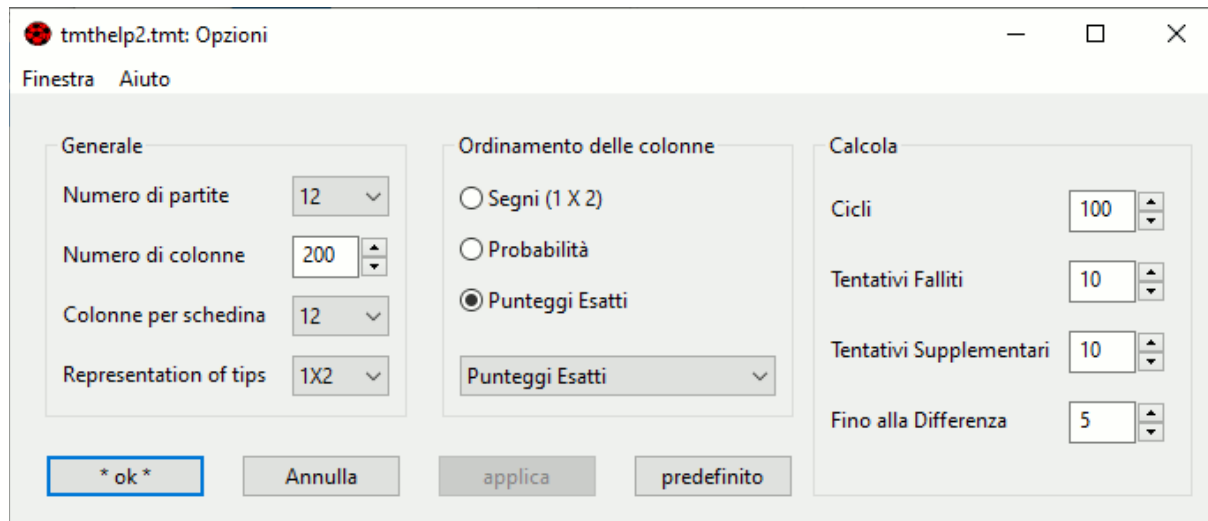 tmthelp2.tmt: Opzioni
Finestra Aiuto
Generale
Numero di partite 12
Numero di colonne 200
Colonne per schedina 12
Representation of tips 1X2
Ordinamento delle colonne
Segni (1 X 2)
Probabilità
Punteggi Esatti
Punteggi Esatti
Calcola
Cicli 100
Tentativi Falliti 10
Tentativi Supplementari 10
Fino alla Differenza 5
* ok * Annulla applica predefinito